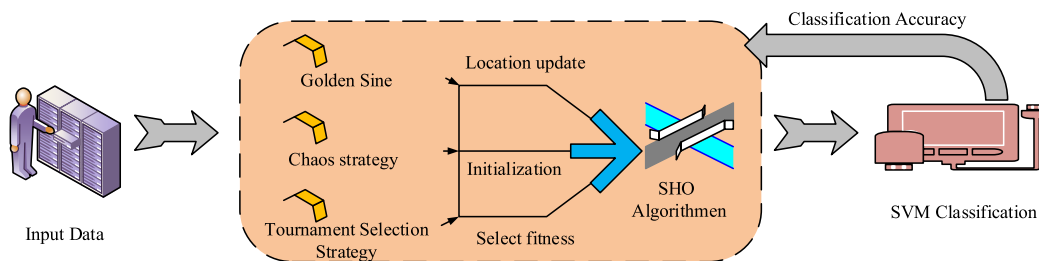 Classification Accuracy
Location update
Golden Sine
Chaos strategy
Initialization
SHO
Algorithmen
Tournament Selection
Strategy
Select fitness
Input Data
SVM Classification